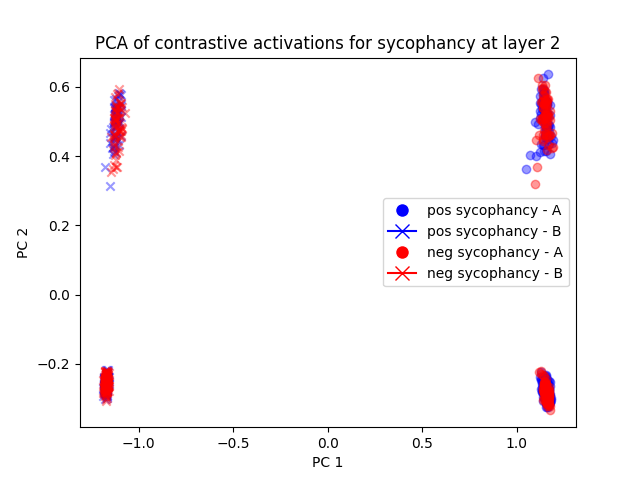 PCA of contrastive activations for sycophancy at layer 2
PC 2
0.6
0.4
0.2
0.0
−0.2
pos sycophancy - A
pos sycophancy - B
neg sycophancy - A
neg sycophancy - B
−1.0
−0.5
0.0
0.5
1.0
PC 1